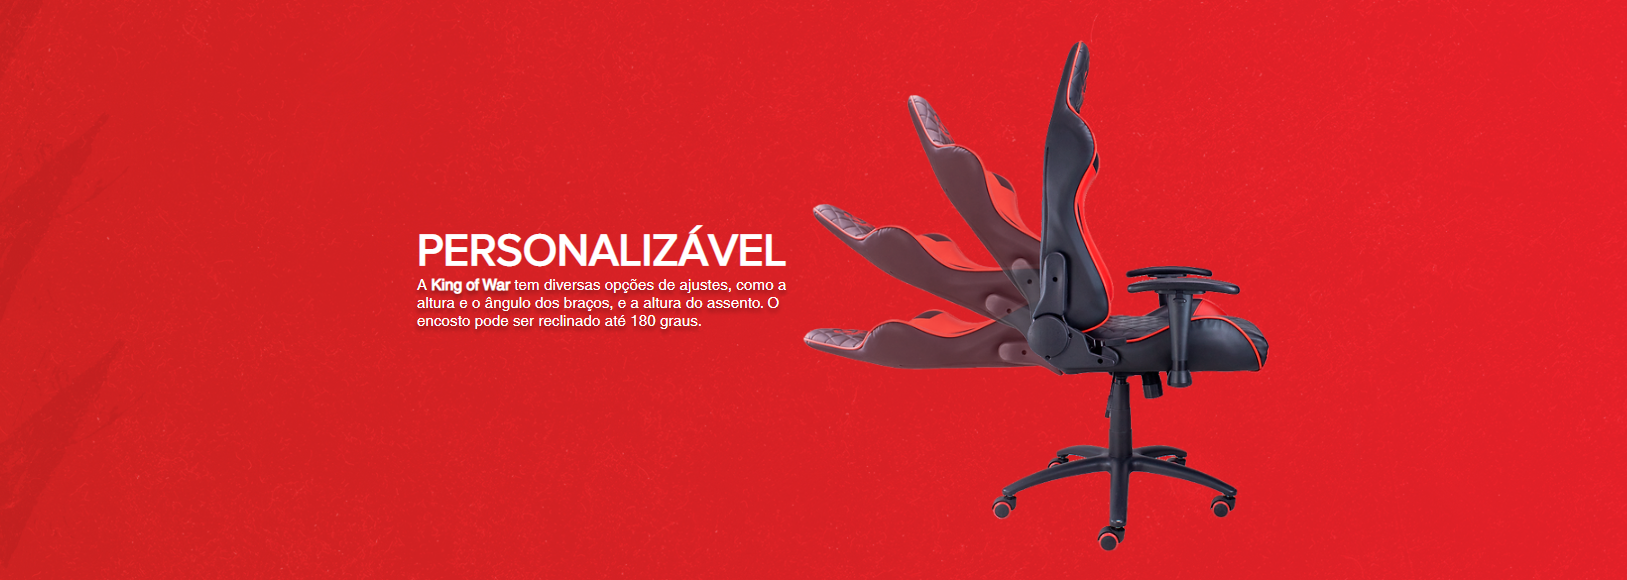 PERSONALIZÁVEL
A King of War tem diversas opções de ajustes, como a
altura e o ângulo dos braços, e a altura do assento. O
encosto pode ser reclinado até 180 graus.